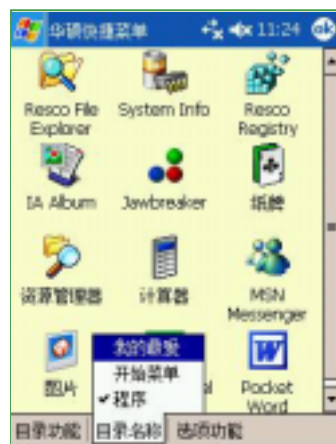 华硕快捷菜单 11:24 ok
Resco File Explorer
System Info
Resco Registry
IA Album
Jawbreaker
纸牌
资源管理器
计算器
MSN Messenger
图片
Pocket Word
我的最爱
开始菜单
程序
目录功能 目录名称 选项功能